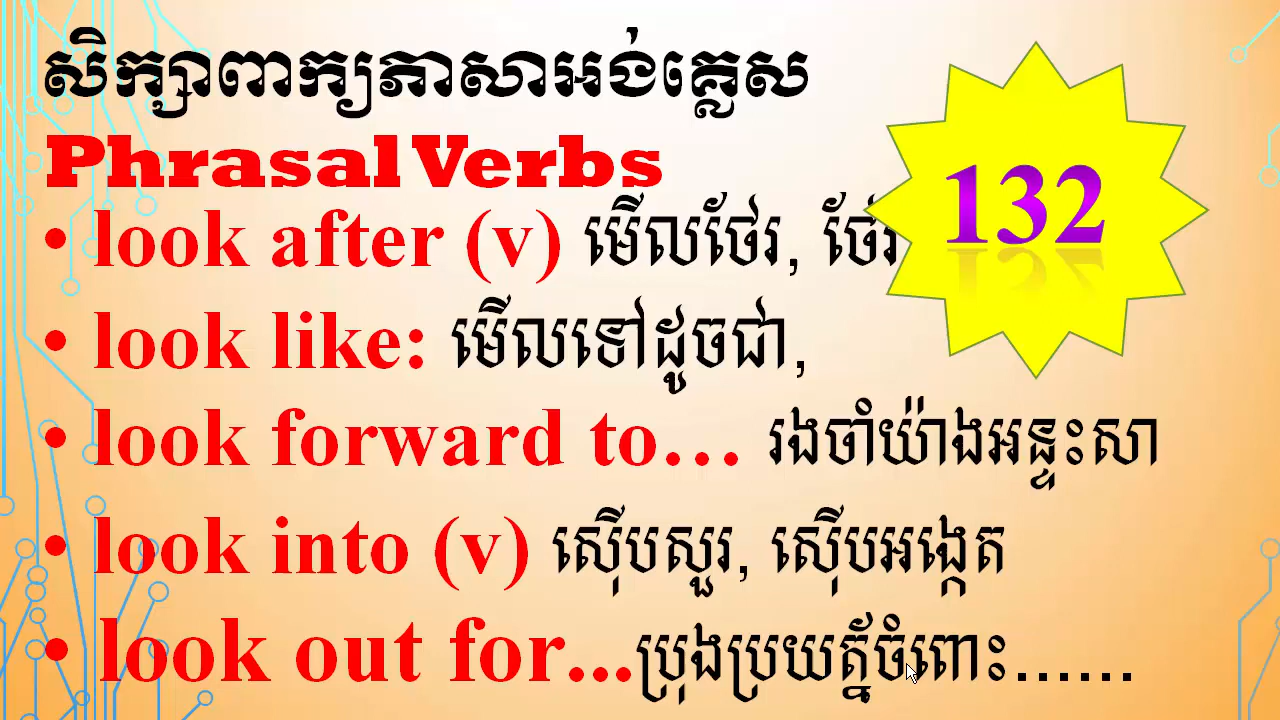 សិក្សាពាក្យភាសាអង់គ្លេស
Phrasal Verbs
132
• look after (v) មើលថែរ, ថែរ
• look like: មើលទៅដូចជា,
• look forward to… រងចាំយ៉ាងអន្ទះសា
• look into (v) ស៊ើបសួរ, ស៊ើបអង្កេត
• look out for...ប្រុងប្រយត្ន័ចំពោះ......